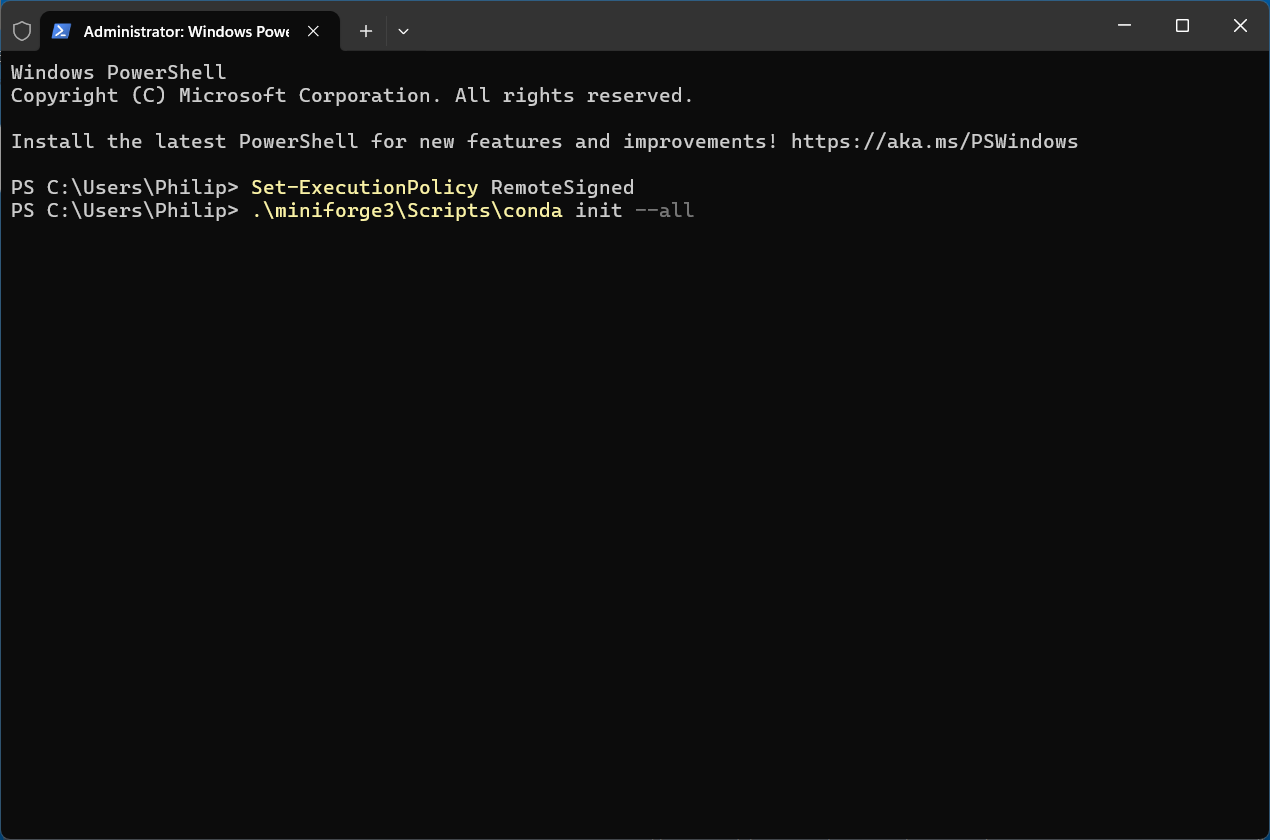 Administrator: Windows Powe
Windows PowerShell
Copyright (C) Microsoft Corporation. All rights reserved.
Install the latest PowerShell for new features and improvements! https://aka.ms/PSWindows
PS C:\Users\Philip> Set-ExecutionPolicy RemoteSigned
PS C:\Users\Philip> .\miniforge3\Scripts\conda init --all